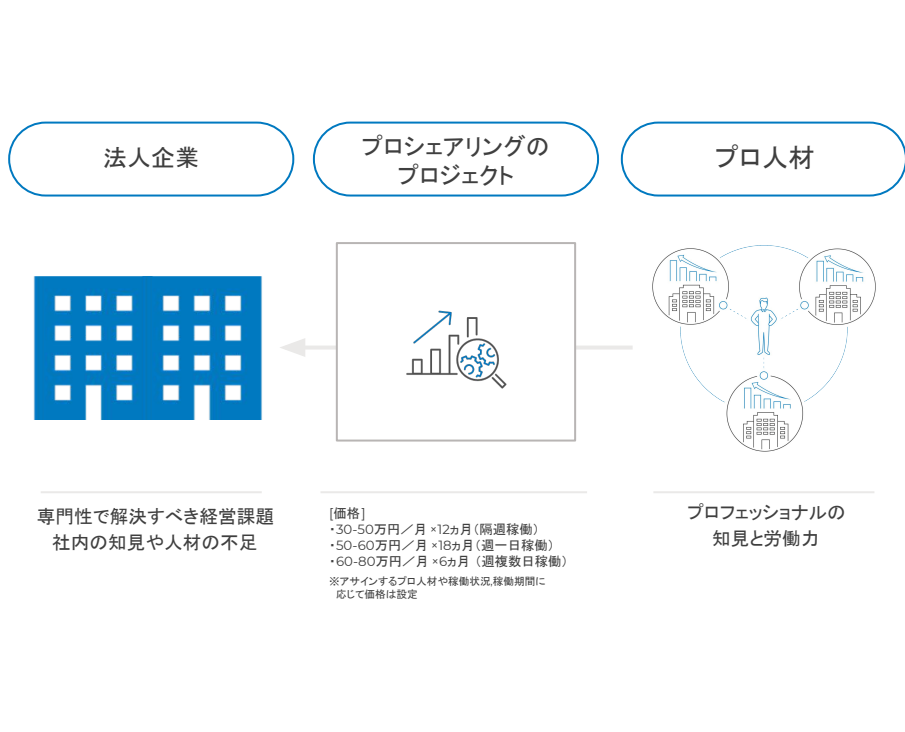 法人企業
プロシェアリングの
プロジェクト
プロ人材
専門性で解決すべき経営課題
社内の知見や人材の不足
[価格]
・30-50万円／月 ×12ヵ月(隔週稼働)
・50-60万円／月 ×18ヵ月(週一日稼働)
・60-80万円／月 ×6ヵ月 (週複数日稼働)
※アサインするプロ人材や稼働状況,稼働期間に
応じて価格は設定
プロフェッショナルの
知見と労働力